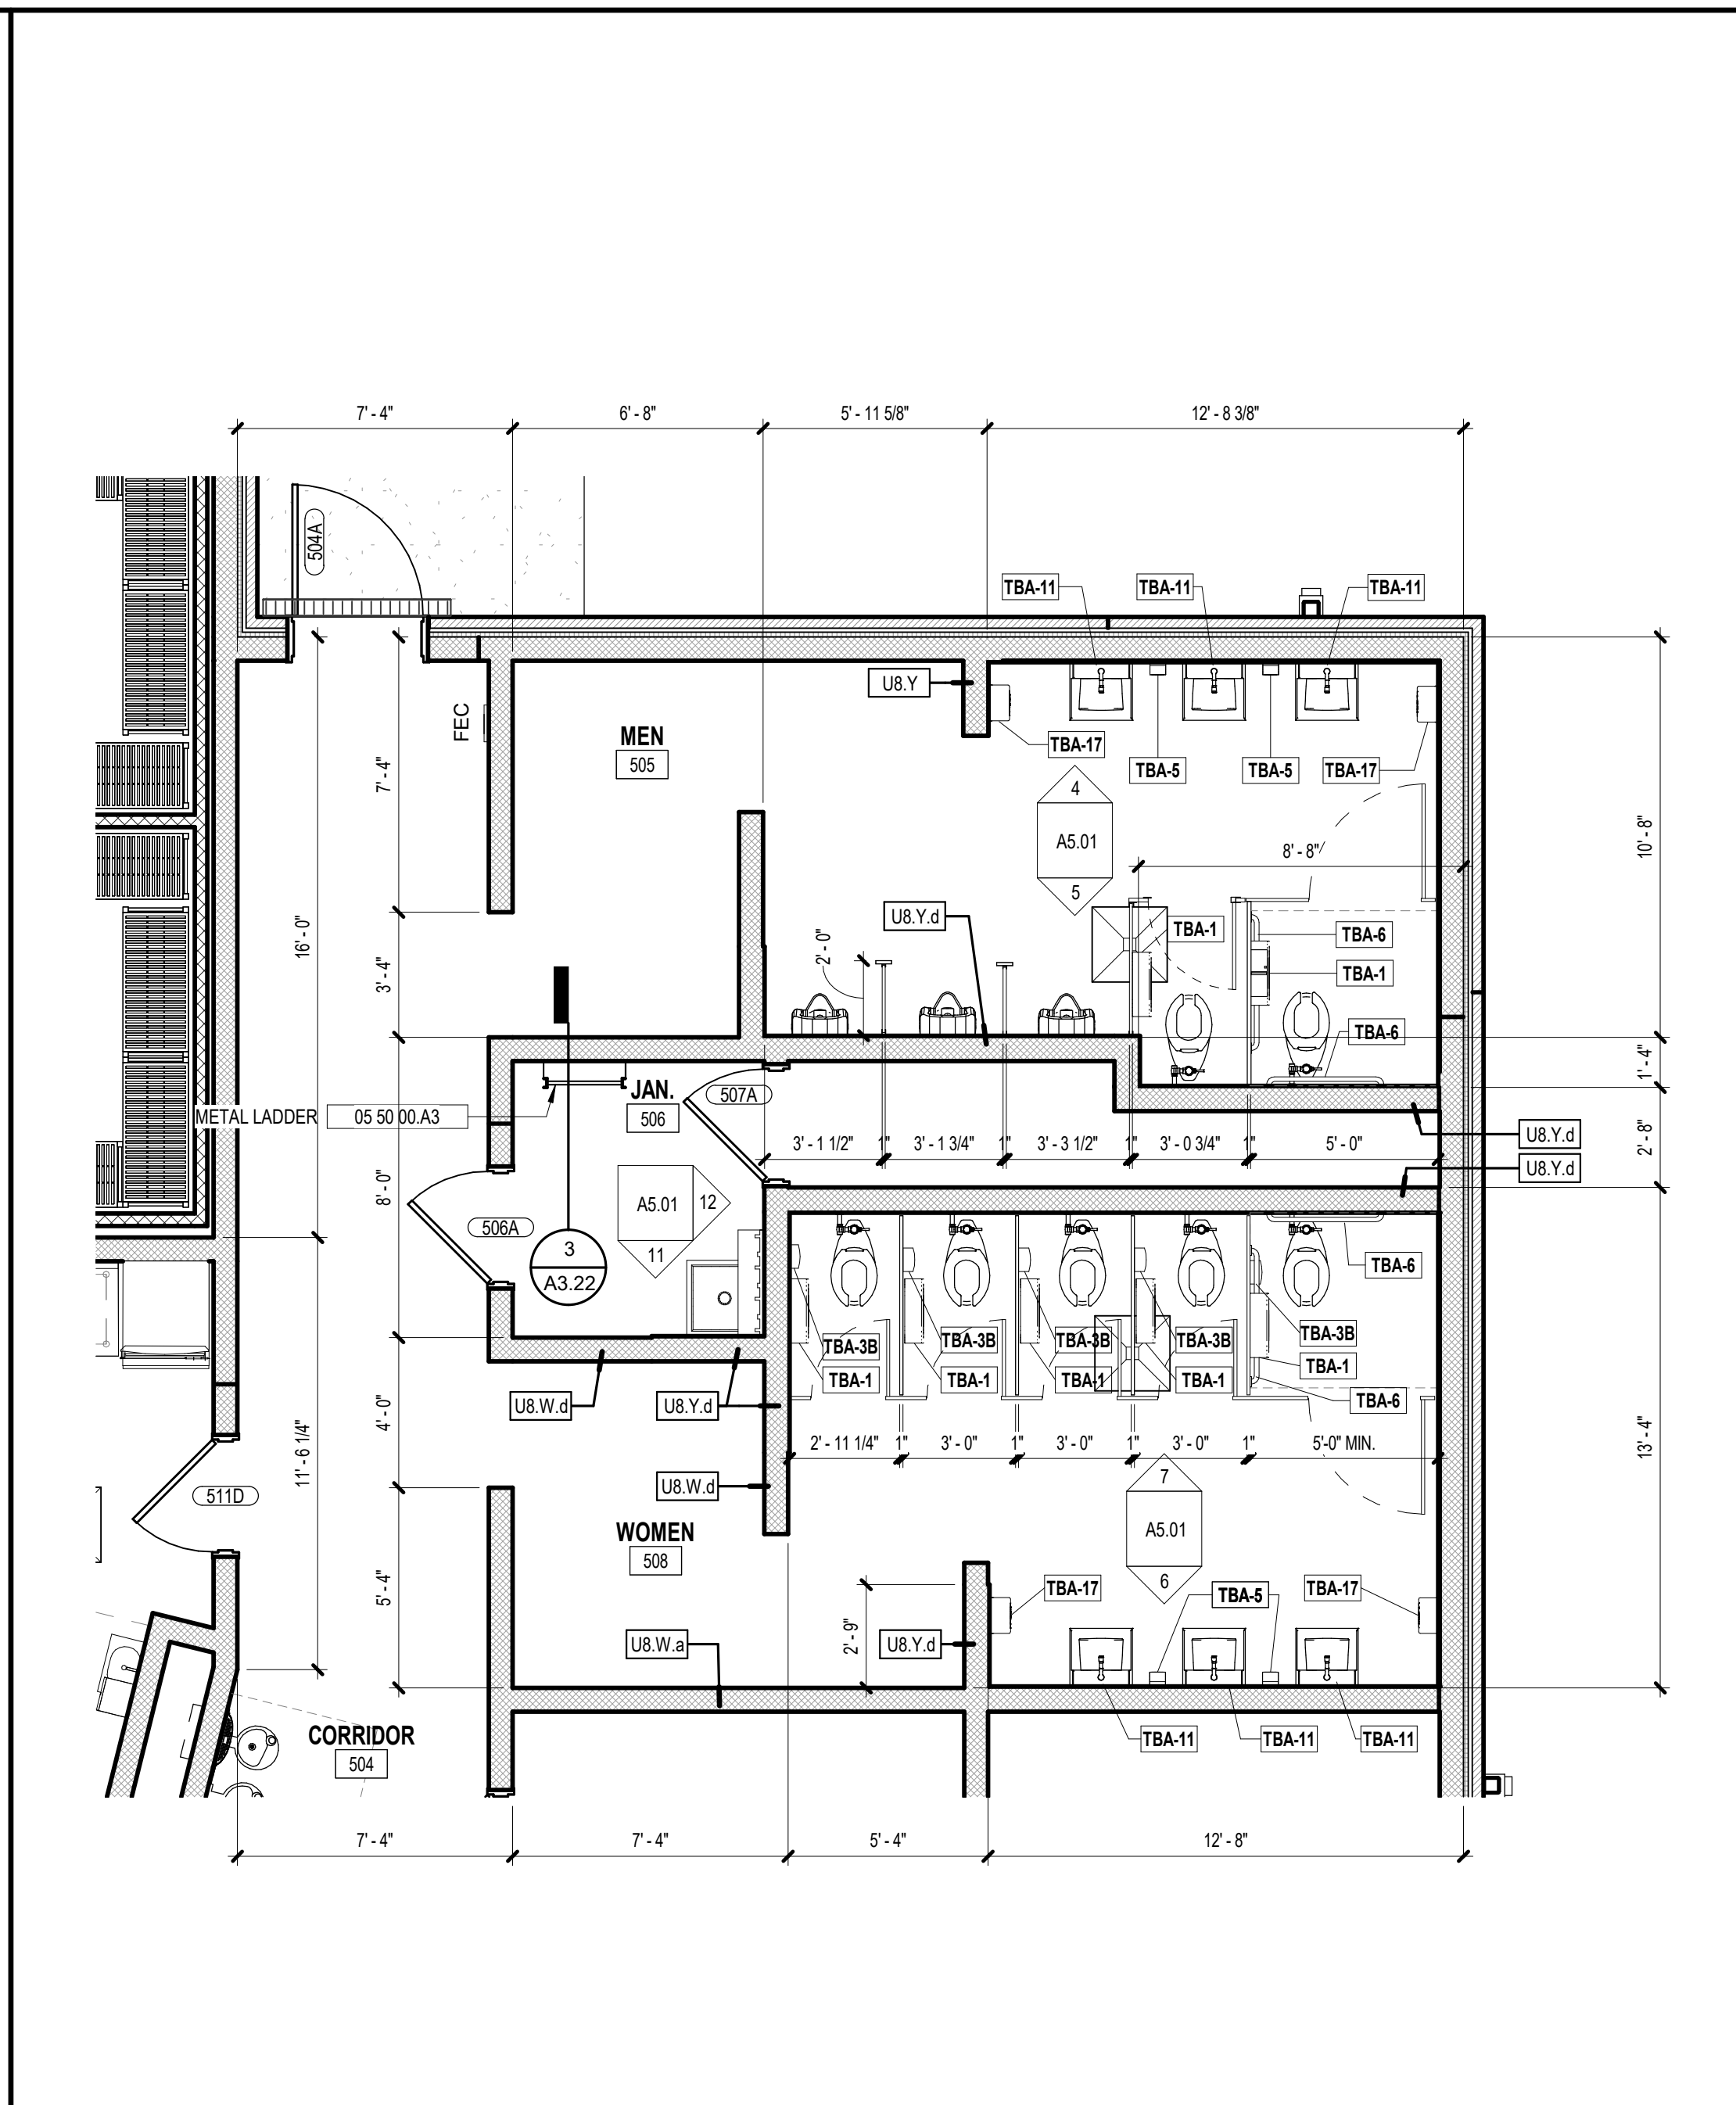 7' - 4"
6' - 8"
5' - 11 5/8"
12' - 8 3/8"
504A
TBA-11
TBA-11
TBA-11
U8.Y
FEC
MEN
505
TBA-17
TBA-5
TBA-5
TBA-17
7' - 4"
4
A5.01
5
8' - 8"
10' - 8"
16' - 0"
3' - 4"
U8.Y.d
2' - 0"
TBA-1
TBA-6
TBA-1
TBA-6
1' - 4"
METAL LADDER
05 50 00.A3
JAN.
506
507A
3' - 1 1/2"
1"
3' - 1 3/4"
1"
3' - 3 1/2"
1"
3' - 0 3/4"
1"
5' - 0"
U8.Y.d
U8.Y.d
2' - 8"
8' - 0"
506A
A5.01
12
11
3
A3.22
TBA-6
TBA-3B
TBA-3B
TBA-3B
TBA-3B
TBA-3B
TBA-1
TBA-1
TBA-1
TBA-1
TBA-1
TBA-6
U8.W.d
U8.Y.d
4' - 0"
11' - 6 1/4"
2' - 11 1/4"
1"
3' - 0"
1"
3' - 0"
1"
3' - 0"
1"
5'-0" MIN.
13' - 4"
511D
U8.W.d
7
A5.01
6
WOMEN
508
5' - 4"
2' - 9"
TBA-17
TBA-5
TBA-17
U8.W.a
U8.Y.d
CORRIDOR
504
TBA-11
TBA-11
TBA-11
7' - 4"
7' - 4"
5' - 4"
12' - 8"